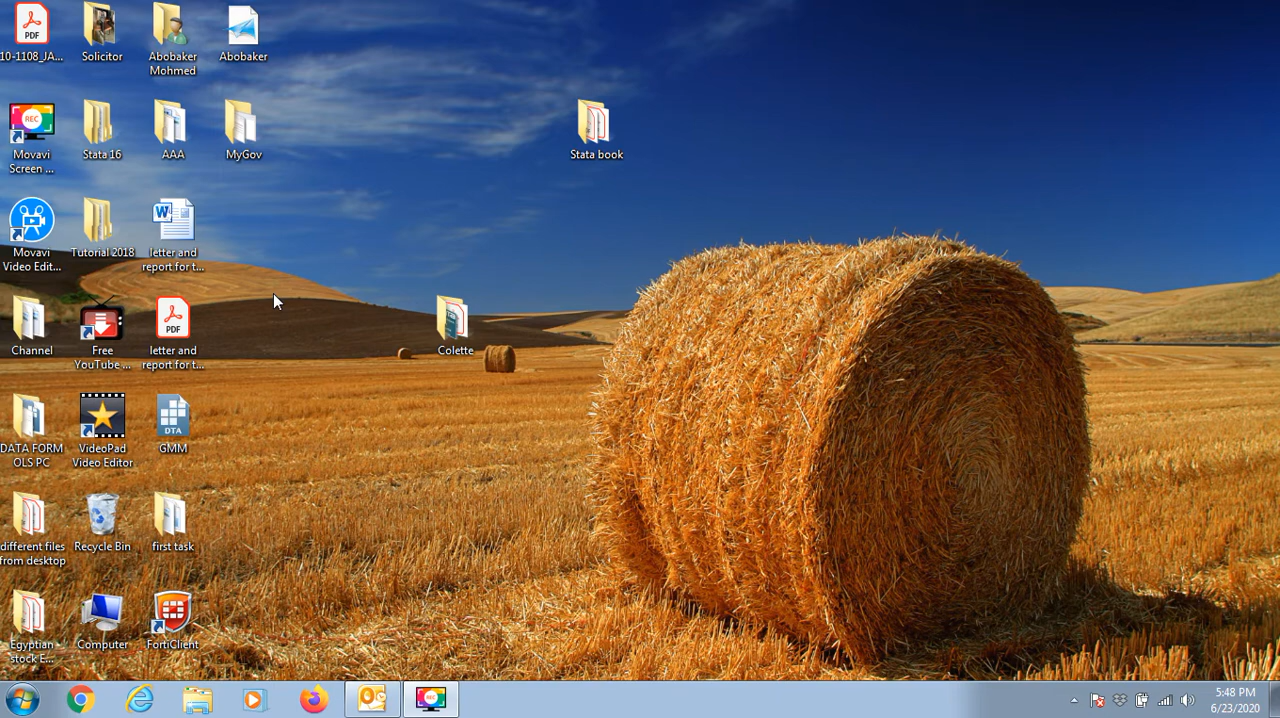 10-1108_JA...
Solicitor
Abobaker
Mohmed
Abobaker
Movavi
Screen ...
Stata 16
AAA
MyGov
Stata book
Movavi
Video Edit...
Tutorial 2018
letter and
report for t...
Channel
Free
YouTube ...
letter and
report for t...
Colette
DATA FORM
OLS PC
VideoPad
Video Editor
DTA
GMM
different files
from desktop
Recycle Bin
first task
Egyptian
stock E...
Computer
FortiClient
PDF
REC
PDF
REC
5:48 PM
6/23/2020